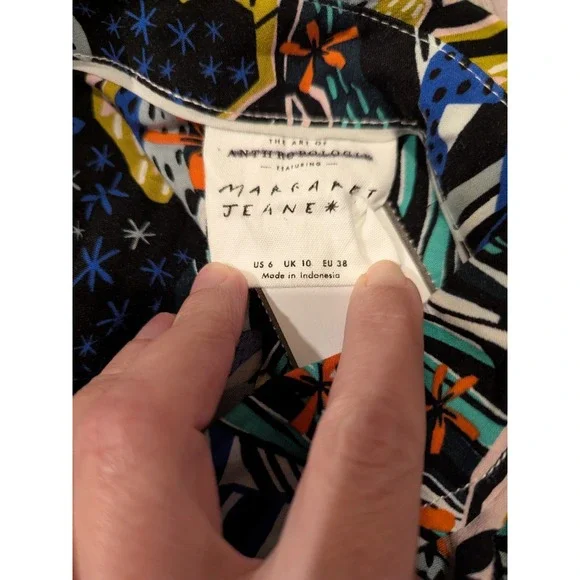 THE ART OF
ANTHROPOLOGIE
— FEATURING —
MARGARET
JEANE*
US 6 UK 10 EU 38
Made in Indonesia